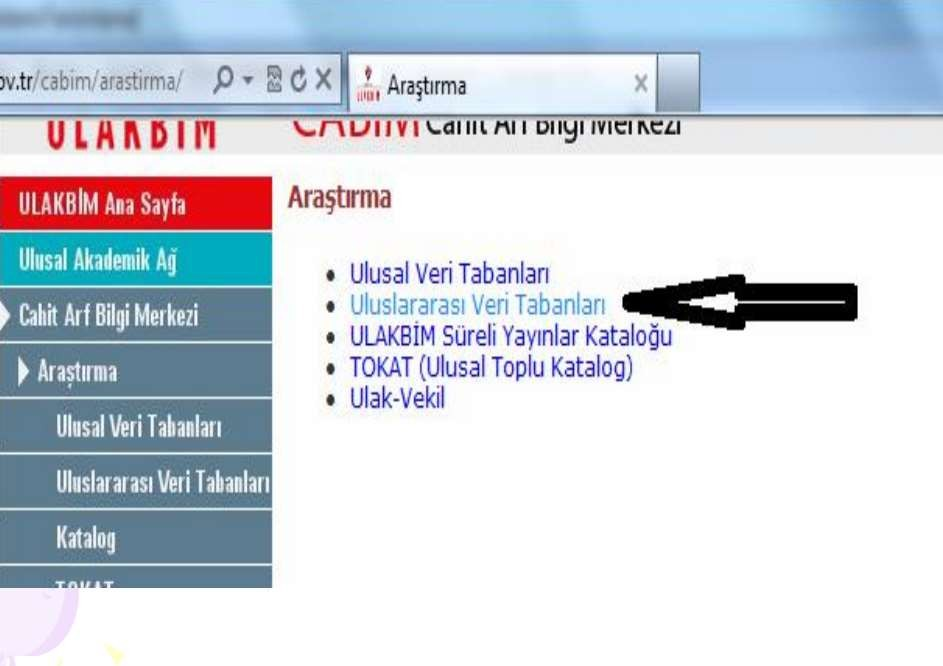 ov.tr/cabim/arastirma/
Araştırma
ULAKBİM
CABİM Cahit Arf Bilgi Merkezi
ULAKBİM Ana Sayfa
Ulusal Akademik Ağ
Cahit Arf Bilgi Merkezi
Araştırma
Ulusal Veri Tabanları
Uluslararası Veri Tabanları
Katalog
TOKAT
Araştırma
• Ulusal Veri Tabanları
• Uluslararası Veri Tabanları
• ULAKBİM Süreli Yayınlar Kataloğu
• TOKAT (Ulusal Toplu Katalog)
• Ulak-Vekil